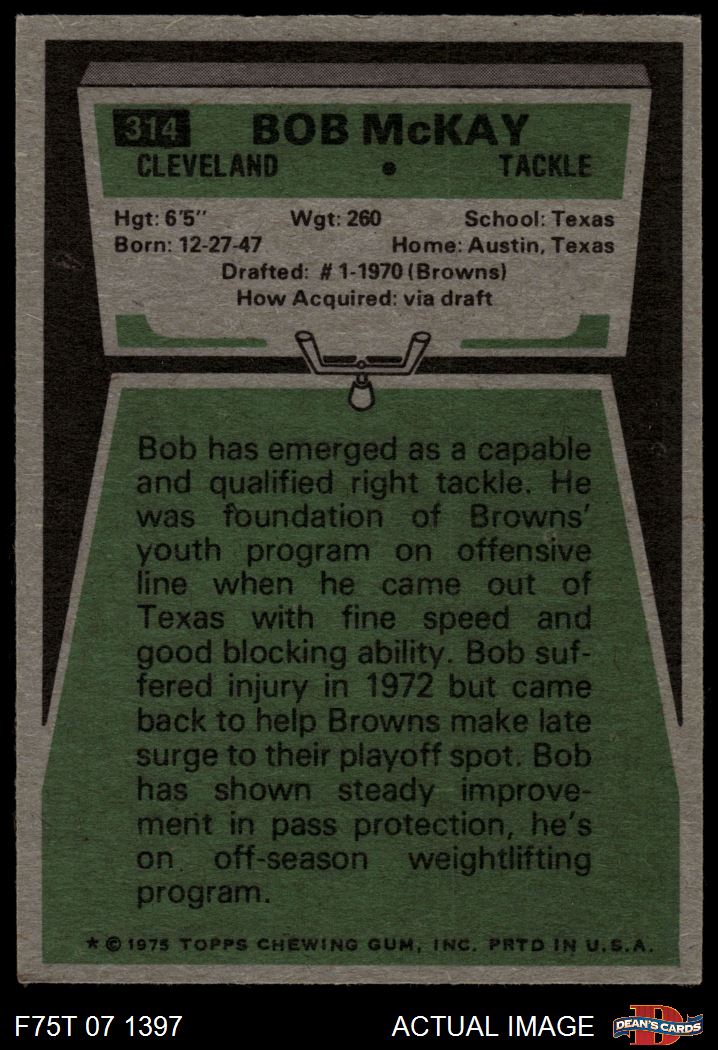 314 BOB McKAY
CLEVELAND • TACKLE
Hgt: 6'5" Wgt: 260 School: Texas
Born: 12-27-47 Home: Austin, Texas
Drafted: #1-1970 (Browns)
How Acquired: via draft
Bob has emerged as a capable
and qualified right tackle. He
was foundation of Browns'
youth program on offensive
line when he came out of
Texas with fine speed and
good blocking ability. Bob suf-
fered injury in 1972 but came
back to help Browns make late
surge to their playoff spot. Bob
has shown steady improve-
ment in pass protection, he's
on off-season weightlifting
program.
* © 1975 TOPPS CHEWING GUM, INC. PRTD IN U.S.A.
F75T 07 1397 ACTUAL IMAGE DEAN'S CARDS